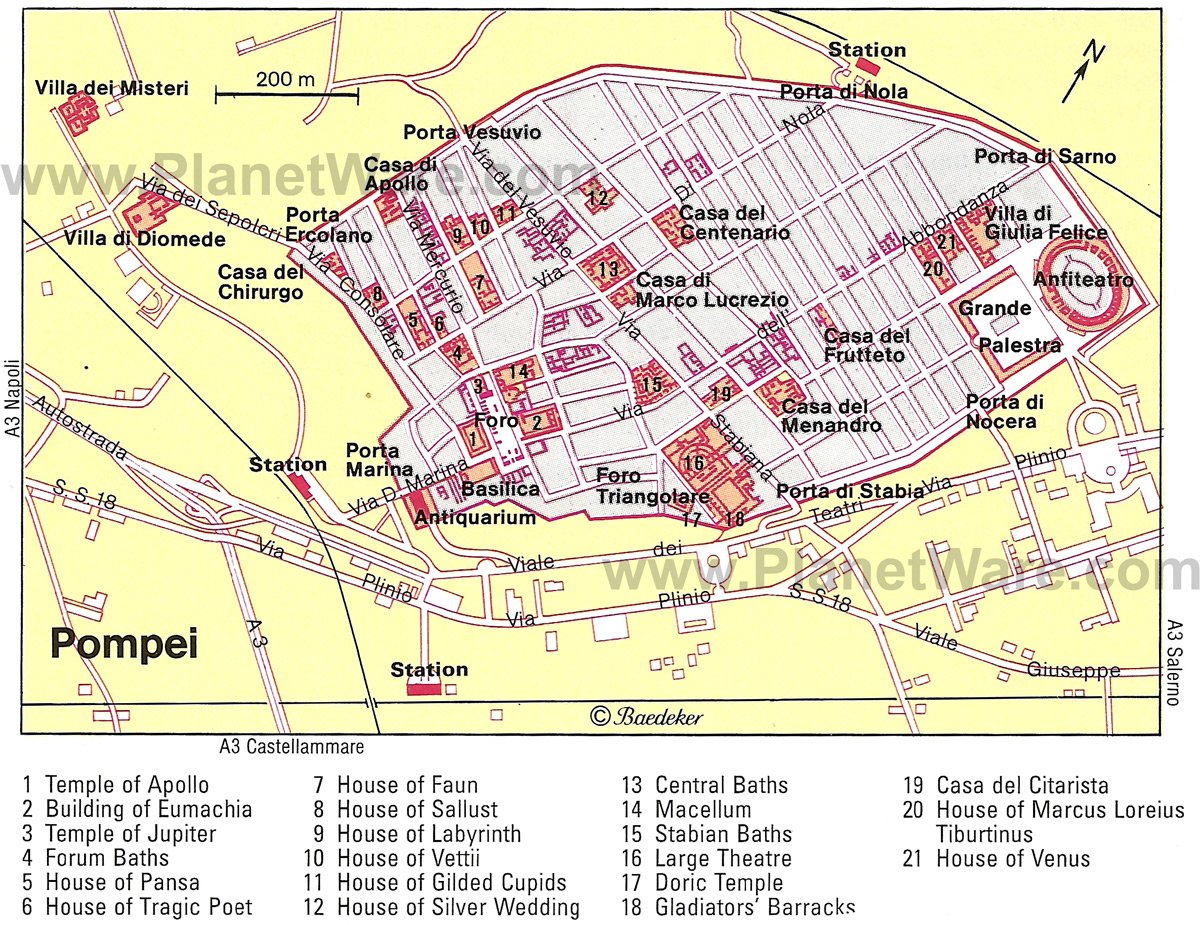 Station
N
Villa dei Misteri
200 m
Porta di Nola
Nola
Porta Vesuvio
www.PlanetWare.com
Casa di
Apollo
Via del Vesuvio
Di
Porta di Sarno
Via dei Sepolcri
Porta
Ercolano
Via Mercurio
9
10
11
12
Casa del
Centenario
Abbondanza
Villa di
Giulia Felice
Villa di Diomede
Casa del
Chirurgo
Via Consolare
8
7
Via
13
Casa di
Marco Lucrezio
21
20
Anfiteatro
5
6
Via
dell'
Grande
Palestra
Casa del
Frutteto
4
3
14
15
19
Via
Casa del
Menandro
Porta di
Nocera
A3 Napoli
Autostrada
Foro
1
2
Stabiana
16
Station
Porta
Marina
Via D. Marina
Basilica
Antiquarium
Foro
Triangolare
17
18
Porta di Stabia
S. S. 18
Via
Plinio
Viale
dei
Teatri
Via
Plinio
www.PlanetWare.com
Via
Plinio
S. S. 18
Viale
Giuseppe
A 3
Pompei
Station
A3 Salerno
© Baedeker
A3 Castellammare
1 Temple of Apollo
2 Building of Eumachia
3 Temple of Jupiter
4 Forum Baths
5 House of Pansa
6 House of Tragic Poet
7 House of Faun
8 House of Sallust
9 House of Labyrinth
10 House of Vettii
11 House of Gilded Cupids
12 House of Silver Wedding
13 Central Baths
14 Macellum
15 Stabian Baths
16 Large Theatre
17 Doric Temple
18 Gladiators' Barracks
19 Casa del Citarista
20 House of Marcus Loreius
Tiburtinus
21 House of Venus